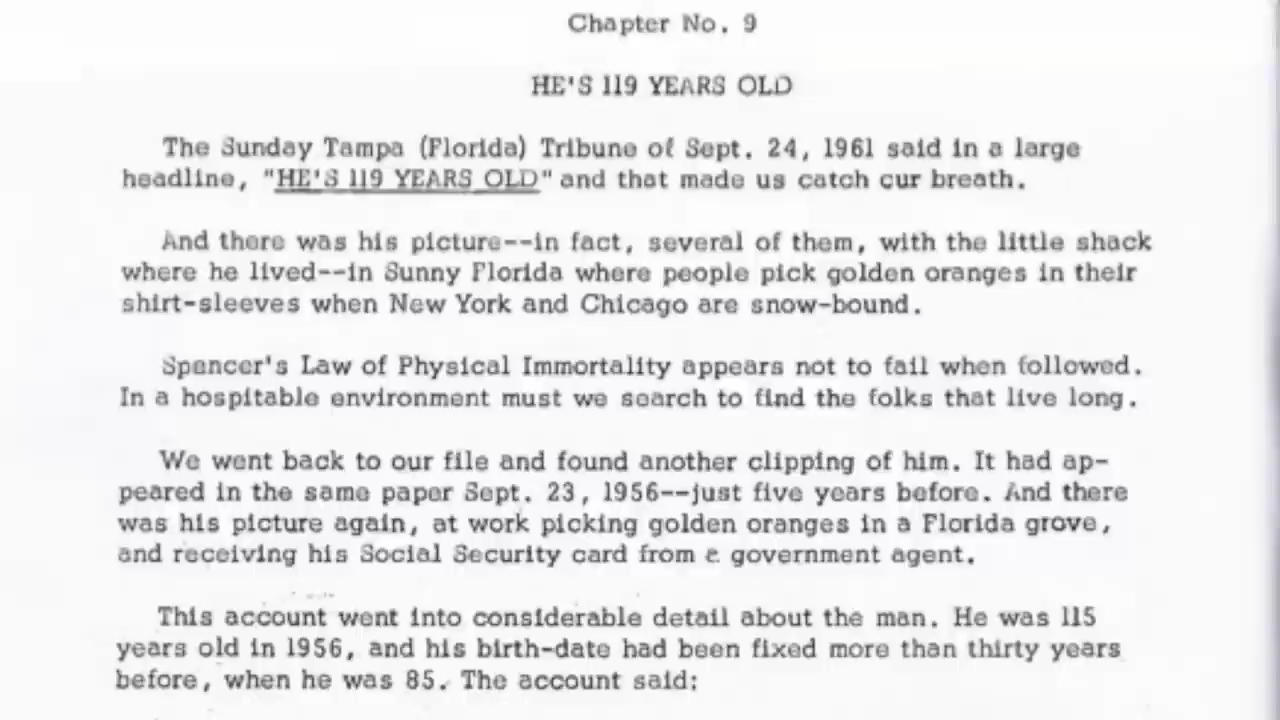 Chapter No. 9
HE'S 119 YEARS OLD
The Sunday Tampa (Florida) Tribune of Sept. 24, 1961 said in a large
headline, "HE'S 119 YEARS OLD" and that made us catch our breath.
And there was his picture--in fact, several of them, with the little shack
where he lived--in Sunny Florida where people pick golden oranges in their
shirt-sleeves when New York and Chicago are snow-bound.
Spencer's Law of Physical Immortality appears not to fail when followed.
In a hospitable environment must we search to find the folks that live long.
We went back to our file and found another clipping of him. It had ap-
peared in the same paper Sept. 23, 1956--just five years before. And there
was his picture again, at work picking golden oranges in a Florida grove,
and receiving his Social Security card from a government agent.
This account went into considerable detail about the man. He was 115
years old in 1956, and his birth-date had been fixed more than thirty years
before, when he was 85. The account said: